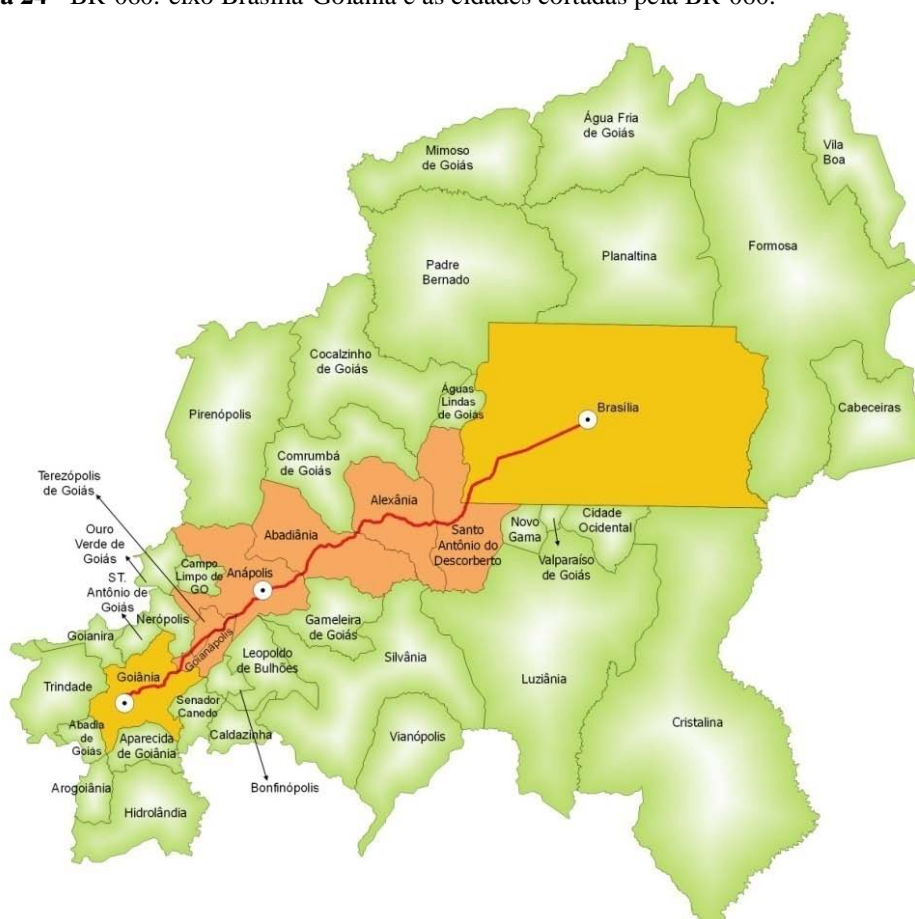 a 24 - BR-060: eixo Brasília-Goiânia e as cidades cortadas pela BR-060.
Água Fria
de Goiás
Vila
Boa
Mimoso
de Goiás
Formosa
Planaltina
Padre
Bernado
Cocalzinho
de Goiás
Águas
Lindas
de Goiás
Brasília
Cabeceiras
Pirenópolis
Comrumbá
de Goiás
Terezópolis
de Goiás
Alexânia
Ouro
Verde de
Goiás
Abadiânia
Santo
Antônio do
Descorberto
Novo
Gama
Cidade
Ocidental
Valparaíso
de Goiás
Campo
Limpo de
GO
Anápolis
ST.
Antônio de
Goiás
Nerópolis
Gameleira
de Goiás
Goianira
Goianápolis
Leopoldo
de Bulhões
Silvânia
Trindade
Goiânia
Luziânia
Senador
Canedo
Cristalina
Abadia
de
Goiás
Aparecida
de Goiânia
Caldazinha
Vianópolis
Arogoiânia
Bonfinópolis
Hidrolândia